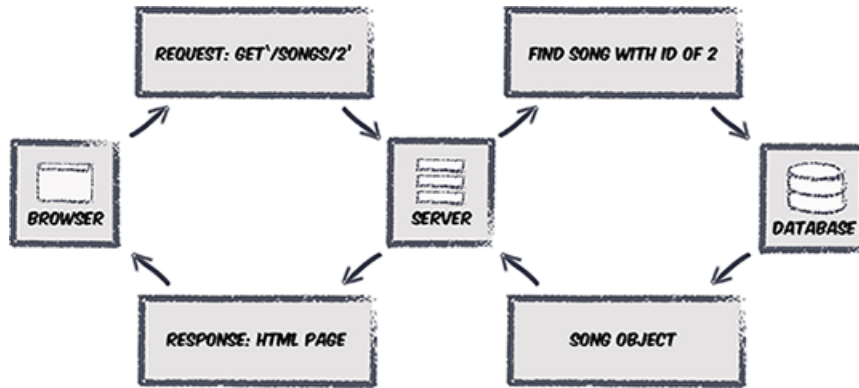 REQUEST: GET'/SONGS/2'
FIND SONG WITH ID OF 2
BROWSER
SERVER
DATABASE
RESPONSE: HTML PAGE
SONG OBJECT